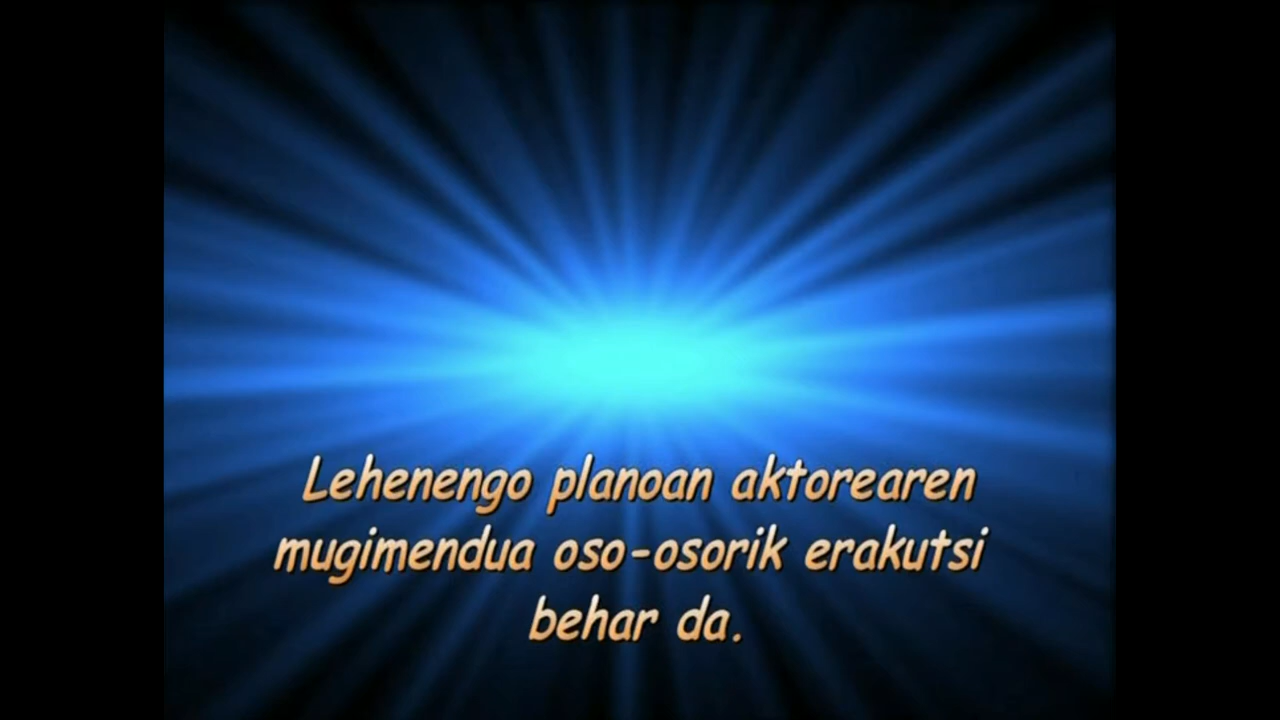 Lehenengo planoan aktorearen
mugimendua oso-osorik erakutsi
behar da.